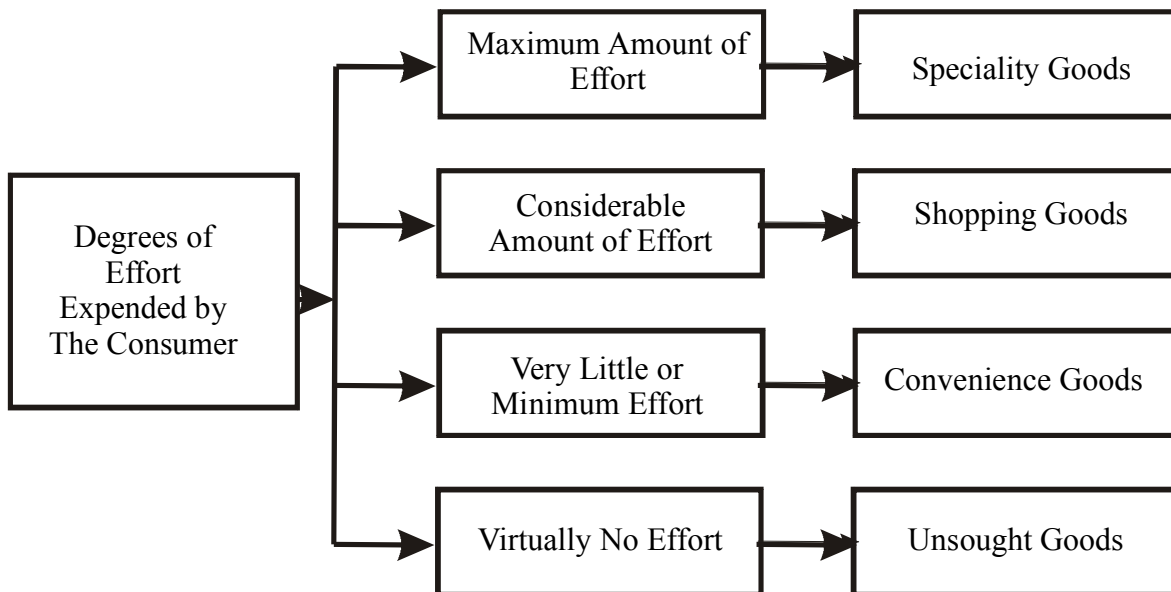 Degrees of
Effort
Expended by
The Consumer
Maximum Amount of
Effort
Speciality Goods
Considerable
Amount of Effort
Shopping Goods
Very Little or
Minimum Effort
Convenience Goods
Virtually No Effort
Unsought Goods